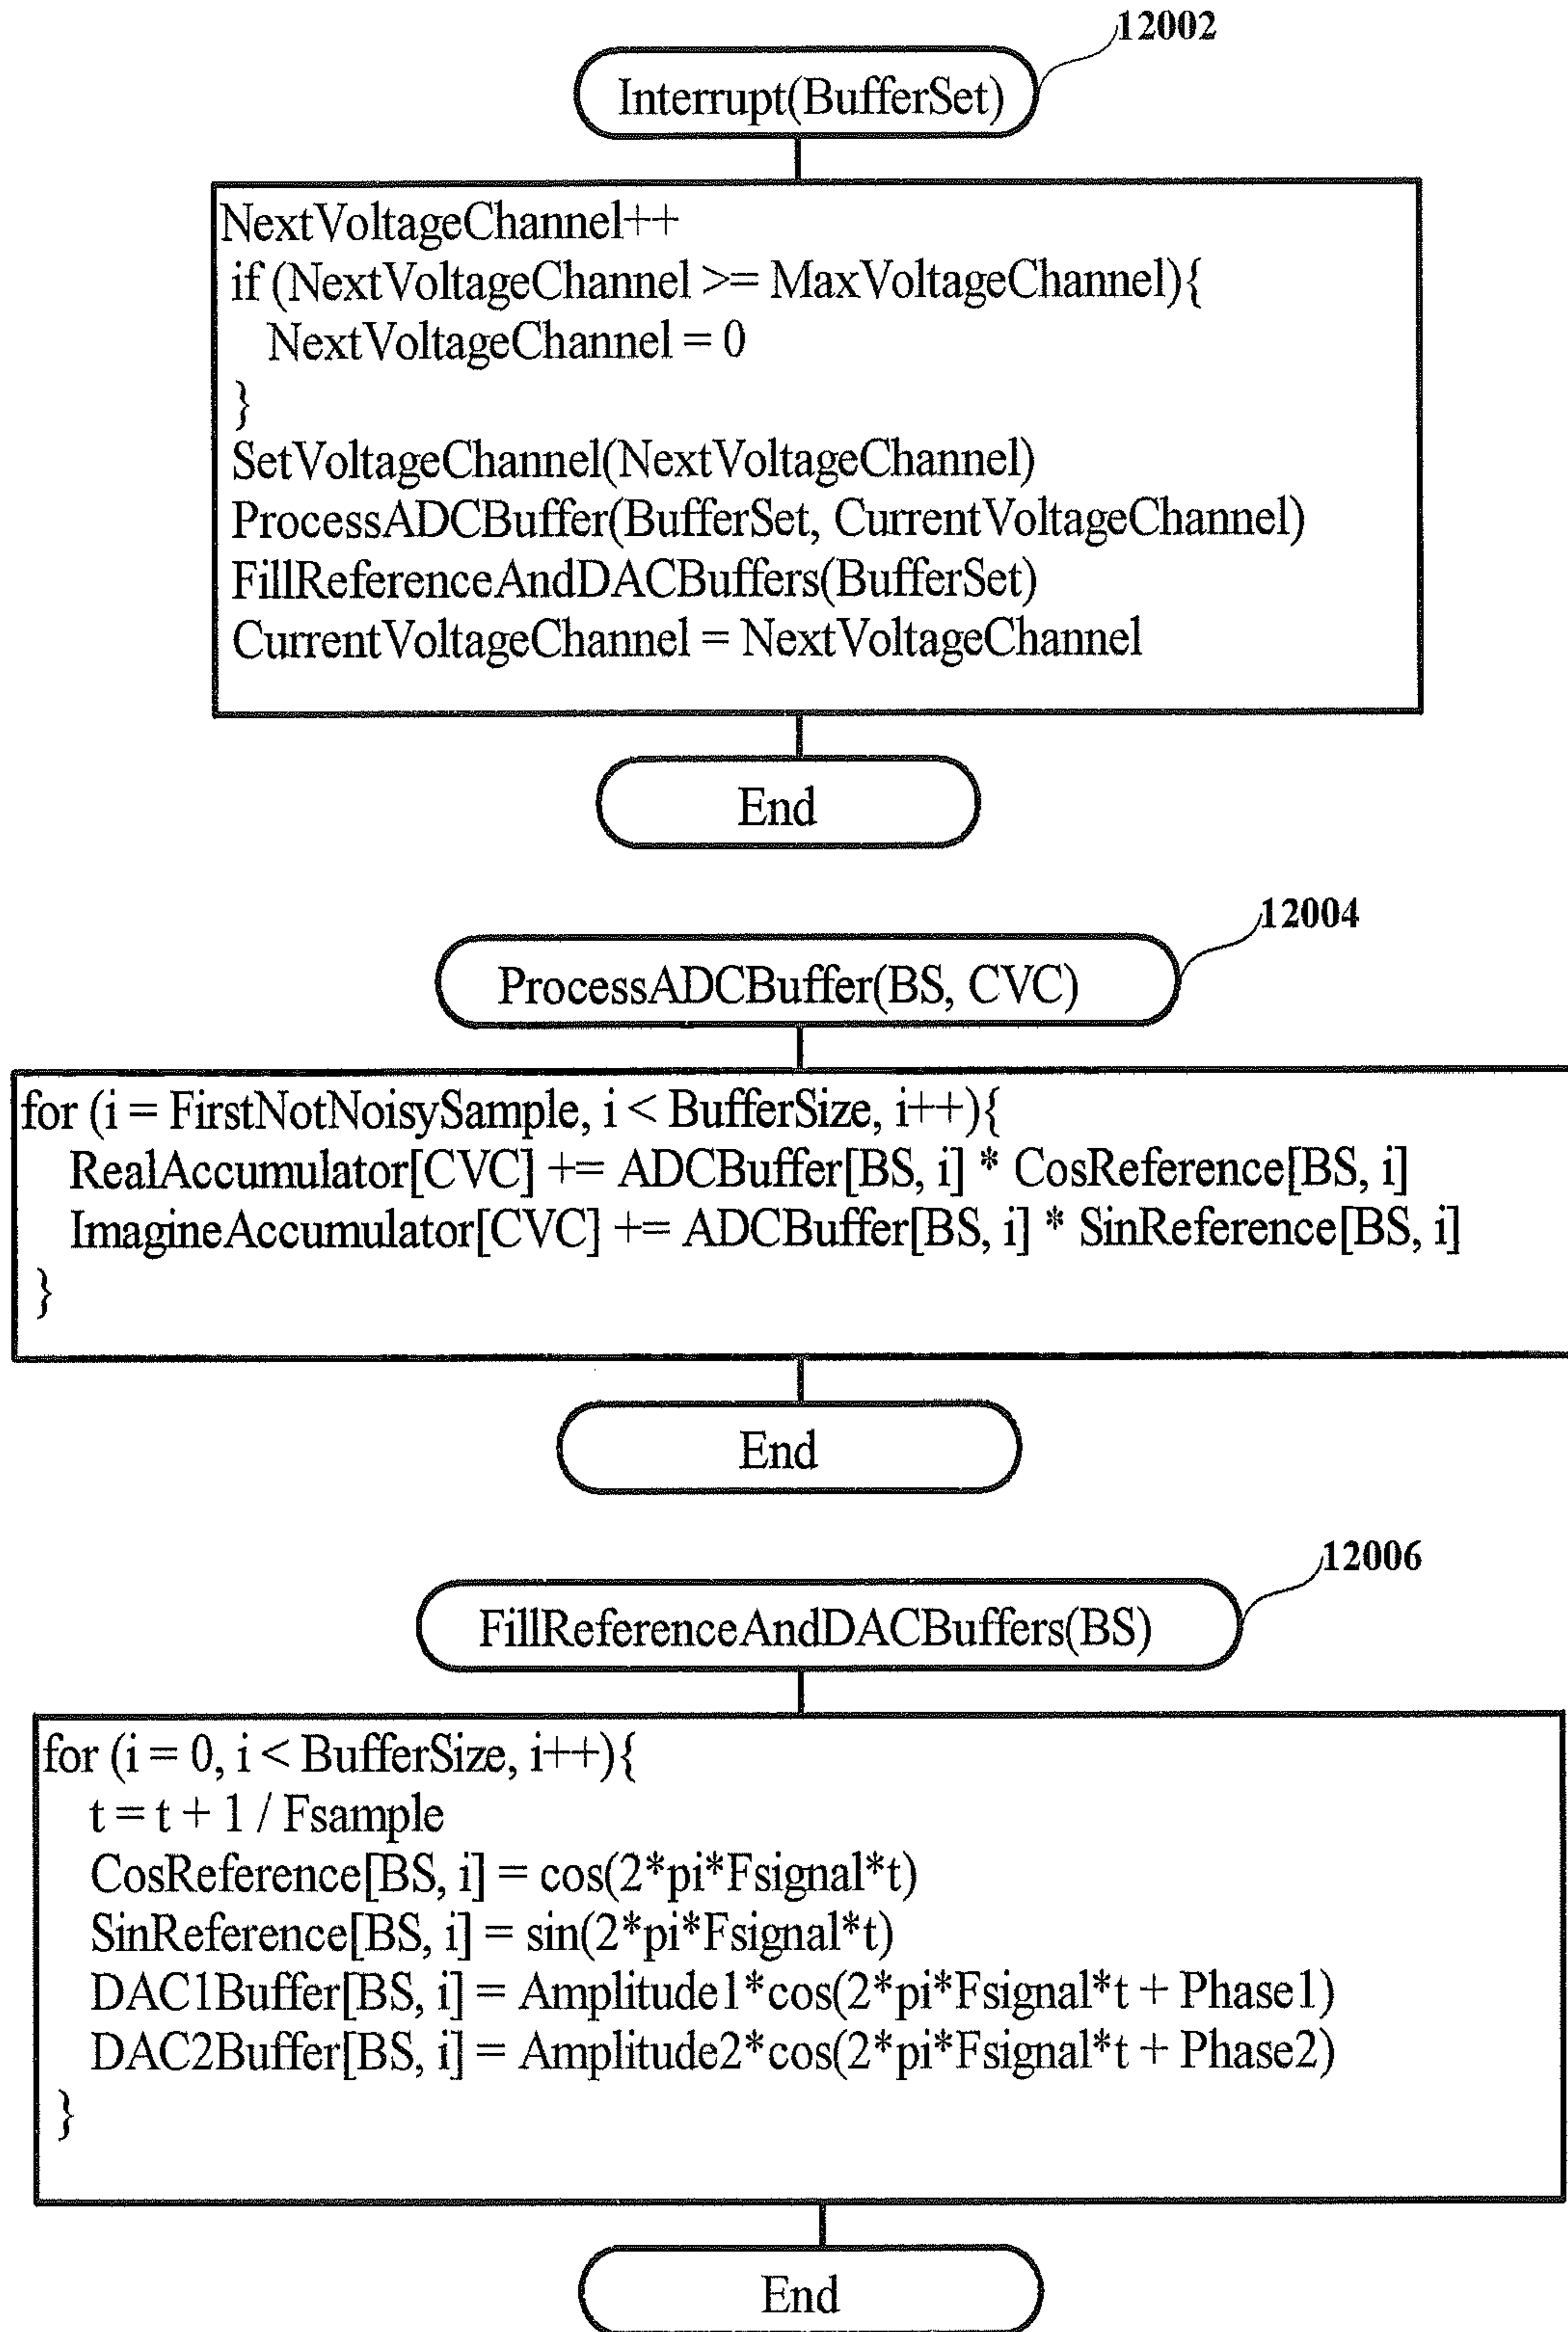 12002
Interrupt(BufferSet)
NextVoltageChannel++
if (NextVoltageChannel >= MaxVoltageChannel){
NextVoltageChannel = 0
}
SetVoltageChannel(NextVoltageChannel)
ProcessADCBuffer(BufferSet, CurrentVoltageChannel)
FillReferenceAndDACBuffers(BufferSet)
CurrentVoltageChannel = NextVoltageChannel
End
12004
ProcessADCBuffer(BS, CVC)
for (i = FirstNotNoisySample, i < BufferSize, i++){
RealAccumulator[CVC] += ADCBuffer[BS, i] * CosReference[BS, i]
ImagineAccumulator[CVC] += ADCBuffer[BS, i] * SinReference[BS, i]
}
End
12006
FillReferenceAndDACBuffers(BS)
for (i = 0, i < BufferSize, i++){
t = t + 1 / Fsample
CosReference[BS, i] = cos(2*pi*Fsignal*t)
SinReference[BS, i] = sin(2*pi*Fsignal*t)
DAC1Buffer[BS, i] = Amplitude1*cos(2*pi*Fsignal*t + Phase1)
DAC2Buffer[BS, i] = Amplitude2*cos(2*pi*Fsignal*t + Phase2)
}
End